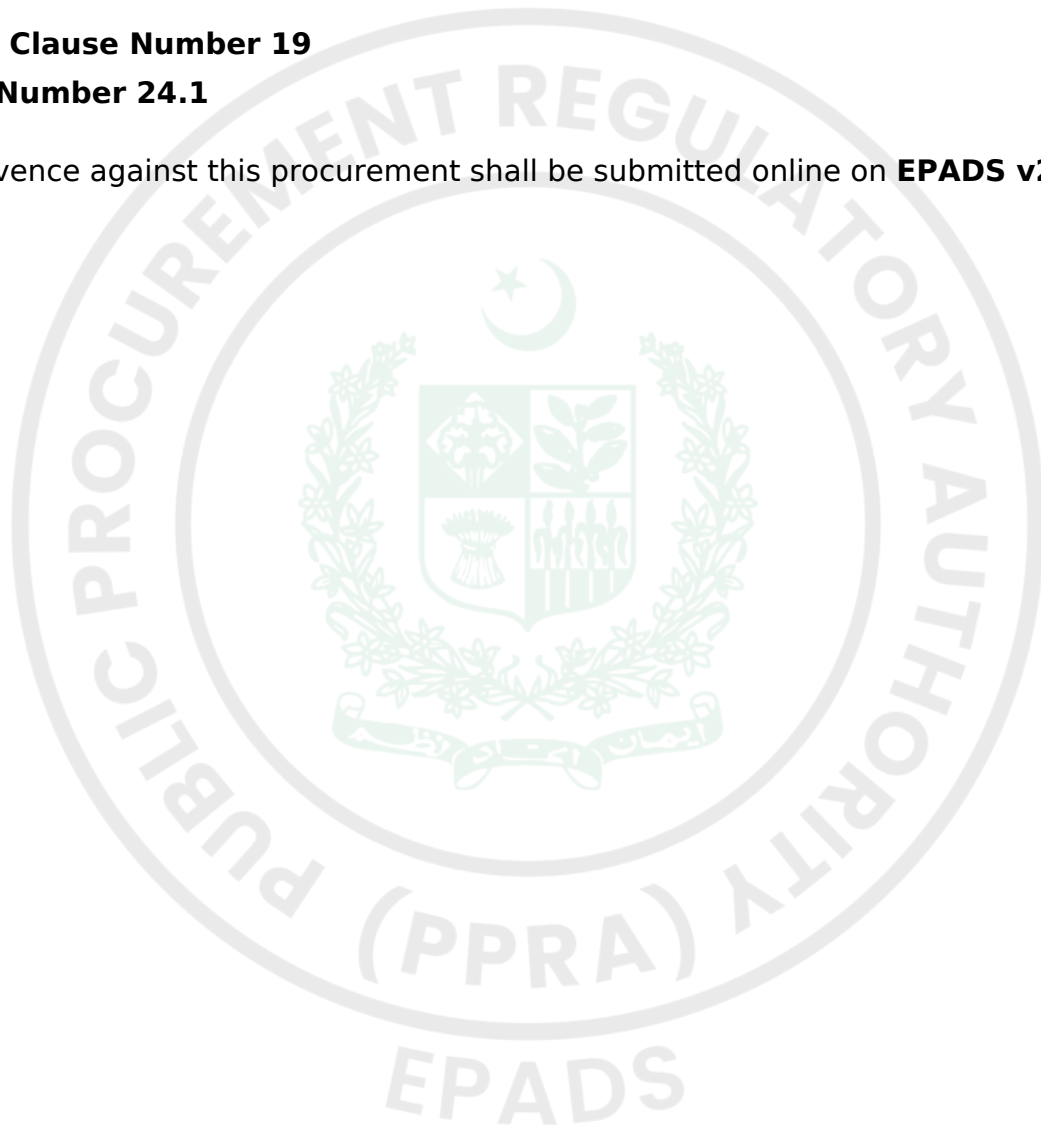 Clause Number 19
Number 24.1
vence against this procurement shall be submitted online on EPADS v2
PUBLIC PROCUREMENT REGULATORY AUTHORITY
(PPRA)
EPADS